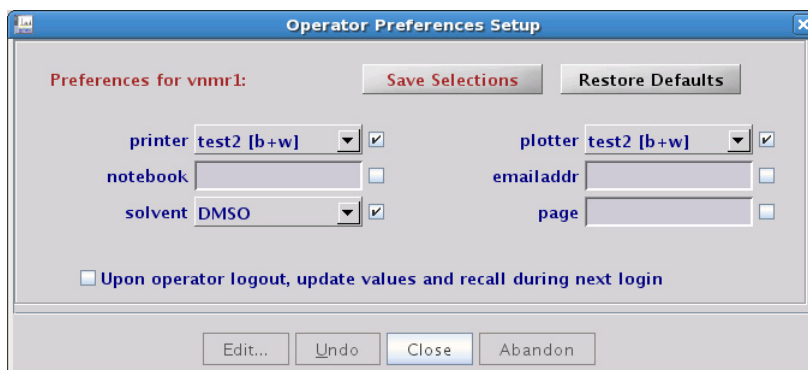 Operator Preferences Setup
Preferences for vnmr1: Save Selections Restore Defaults
printer test2 [b+w] plotter test2 [b+w]
notebook emailaddr
solvent DMSO page
Upon operator logout, update values and recall during next login
Edit... Undo Close Abandon